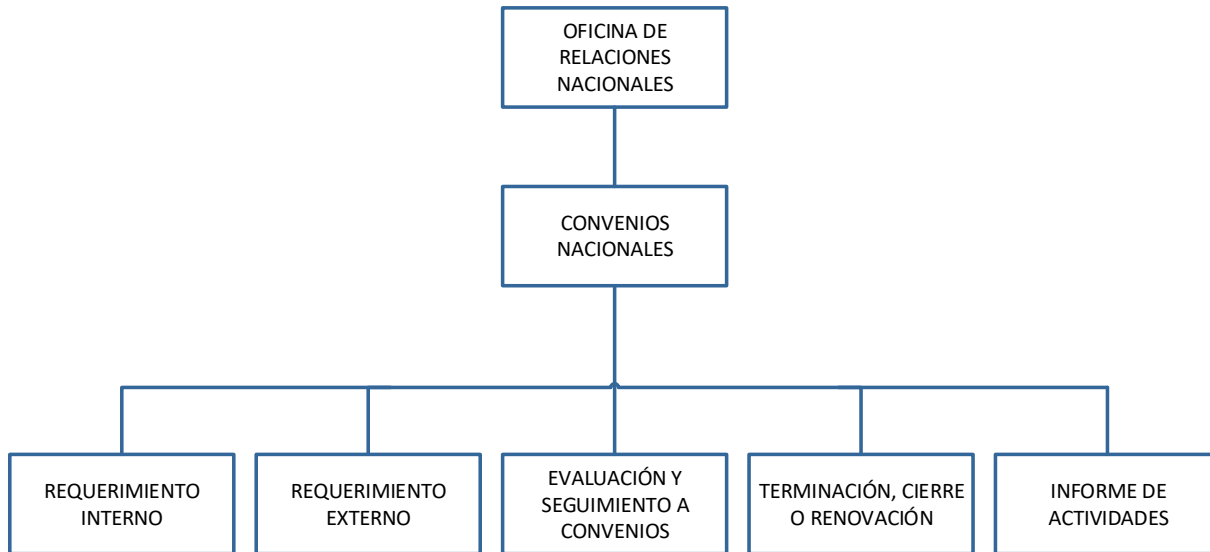 OFICINA DE
RELACIONES
NACIONALES
CONVENIOS
NACIONALES
REQUERIMIENTO
INTERNO
REQUERIMIENTO
EXTERNO
EVALUACIÓN Y
SEGUIMIENTO A
CONVENIOS
TERMINACIÓN, CIERRE
O RENOVACIÓN
INFORME DE
ACTIVIDADES